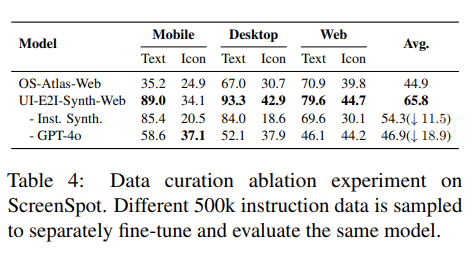 Model Mobile Desktop Web Avg.
Text Icon Text Icon Text Icon
OS-Atlas-Web 35.2 24.9 67.0 30.7 70.9 39.8 44.9
UI-E2I-Synth-Web 89.0 34.1 93.3 42.9 79.6 44.7 65.8
- Inst. Synth. 85.4 20.5 84.0 18.6 69.6 30.1 54.3(↓ 11.5)
- GPT-4o 58.6 37.1 52.1 37.9 46.1 44.2 46.9(↓ 18.9)
Table 4: Data curation ablation experiment on
ScreenSpot. Different 500k instruction data is sampled
to separately fine-tune and evaluate the same model.